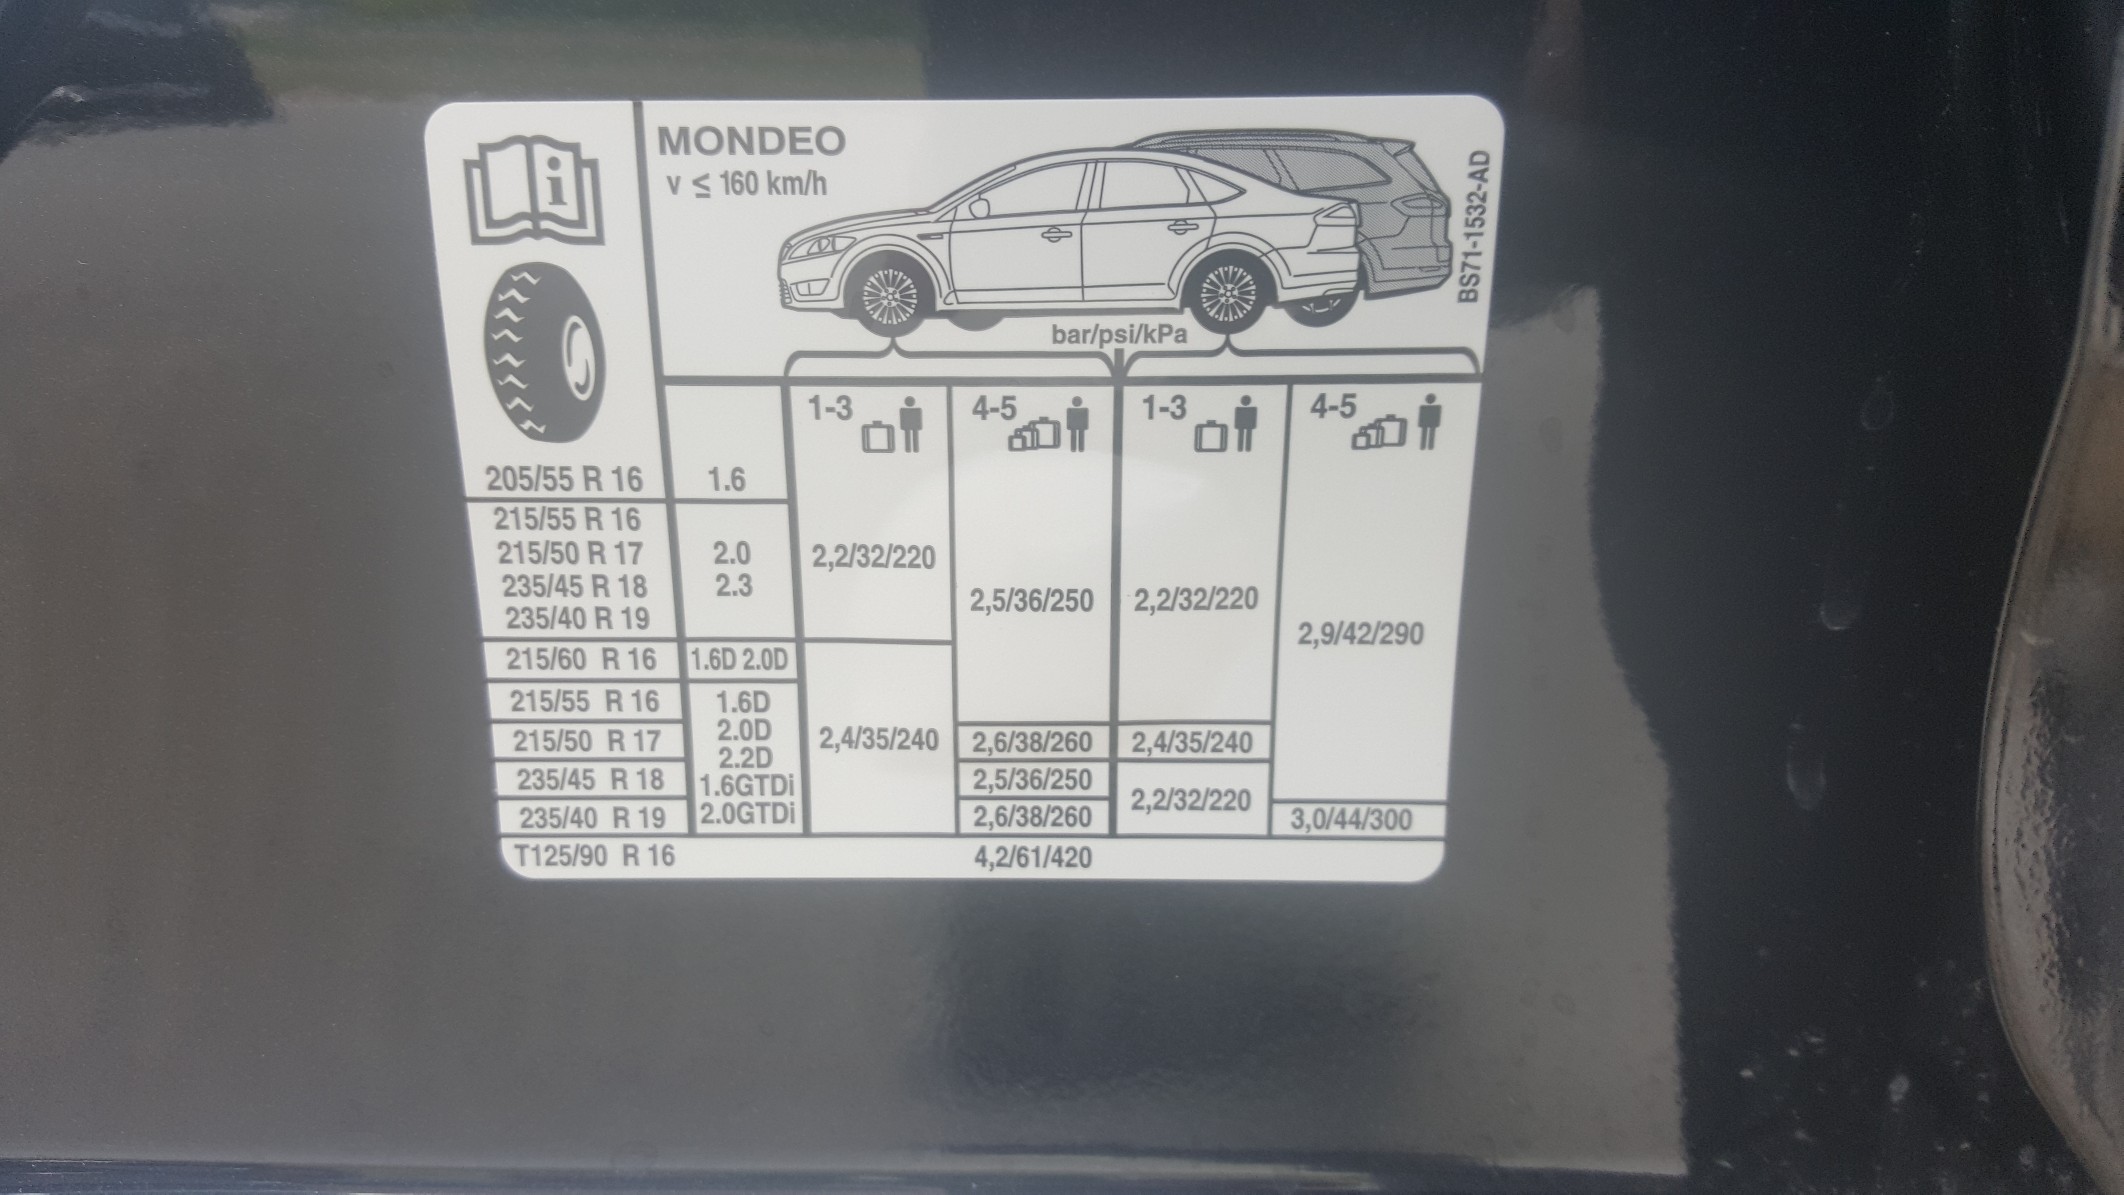 MONDEO
v ≤ 160 km/h
BS71-1532-AD
bar/psi/kPa
1-3 4-5 1-3 4-5
205/55 R 16 1.6
215/55 R 16
215/50 R 17 2.0 2,2/32/220
235/45 R 18 2.3 2,5/36/250 2,2/32/220
235/40 R 19 2,9/42/290
215/60 R 16 1.6D 2.0D
215/55 R 16 1.6D
215/50 R 17 2.0D 2,4/35/240 2,6/38/260 2,4/35/240
2.2D
235/45 R 18 1.6GTDi 2,5/36/250 2,2/32/220
235/40 R 19 2.0GTDi 2,6/38/260 3,0/44/300
T125/90 R 16 4,2/61/420